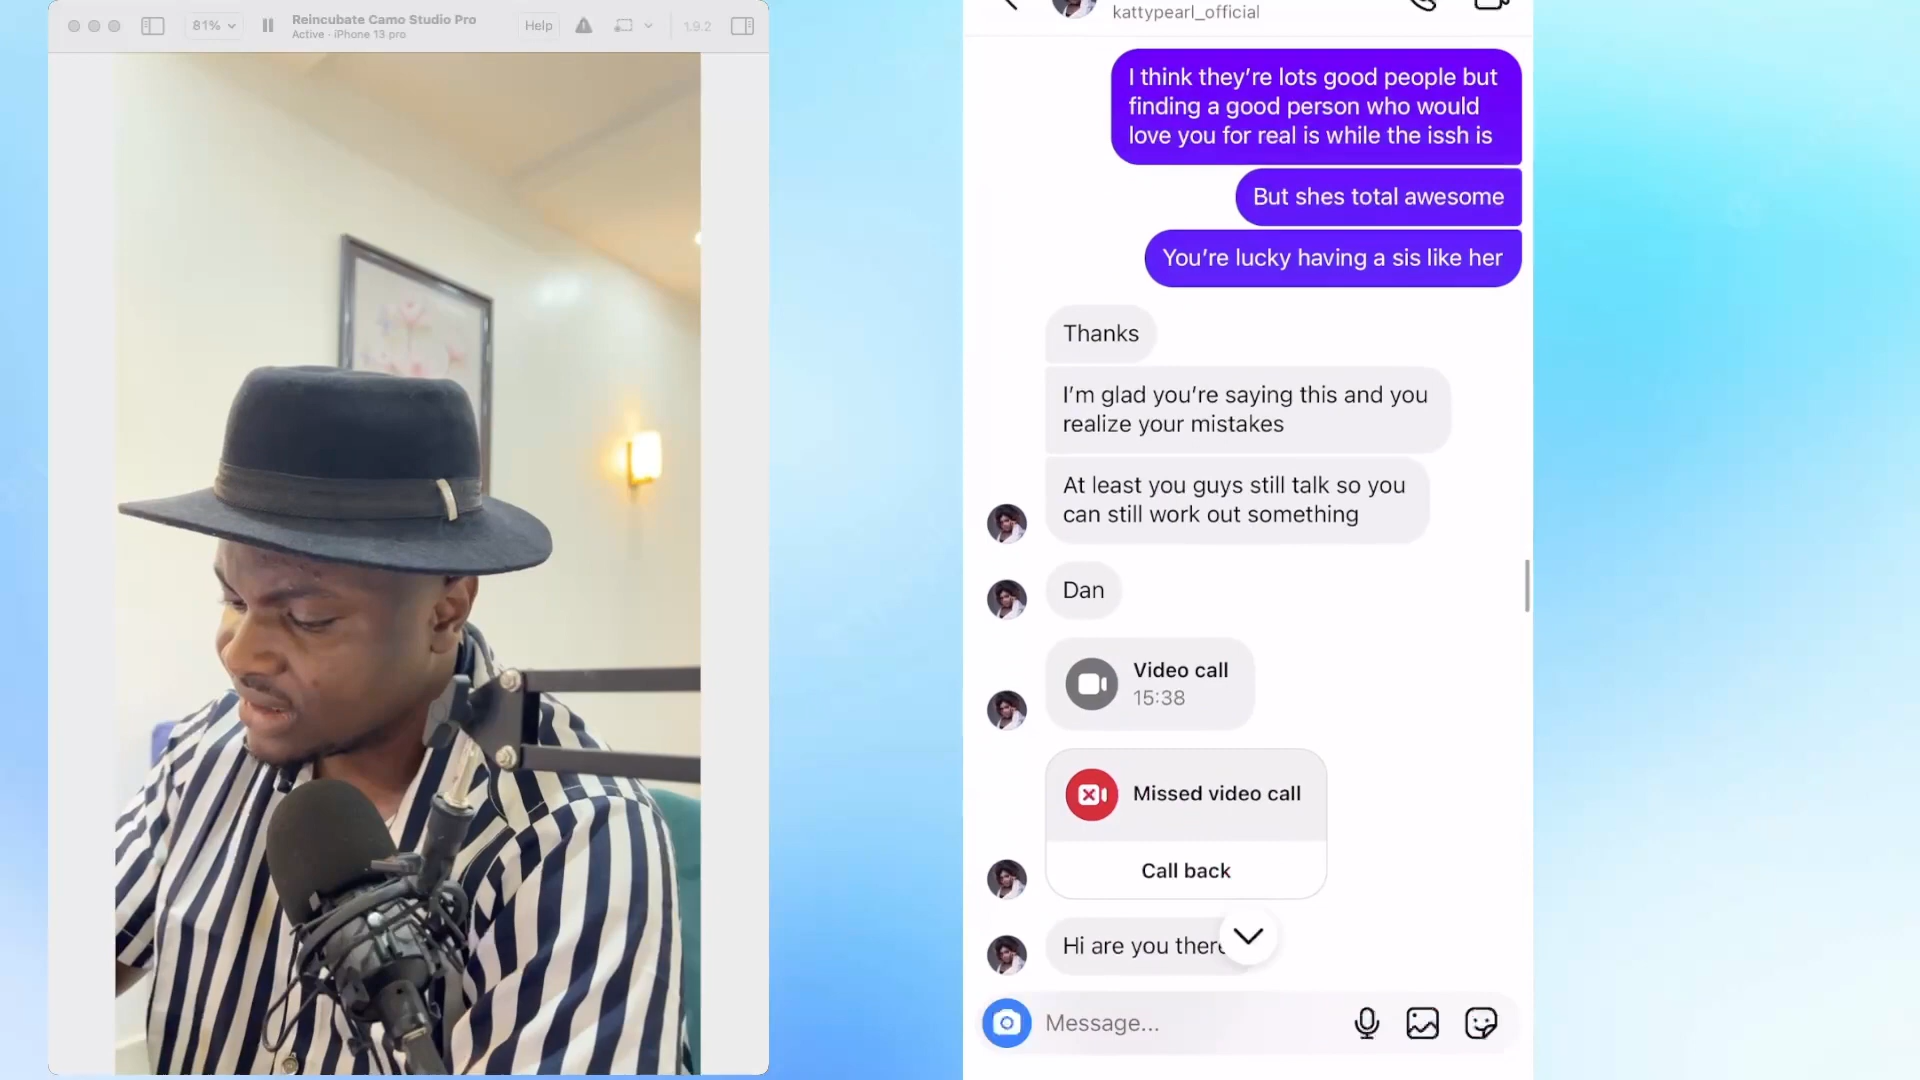 81%
Reincubate Camo Studio Pro
Active - iPhone 13 pro
Help
1.9.2
kattypearl_official
I think they're lots good people but
finding a good person who would
love you for real is while the issh is
But shes total awesome
You're lucky having a sis like her
Thanks
I'm glad you're saying this and you
realize your mistakes
At least you guys still talk so you
can still work out something
Dan
Video call
15:38
Missed video call
Call back
Hi are you there
Message...